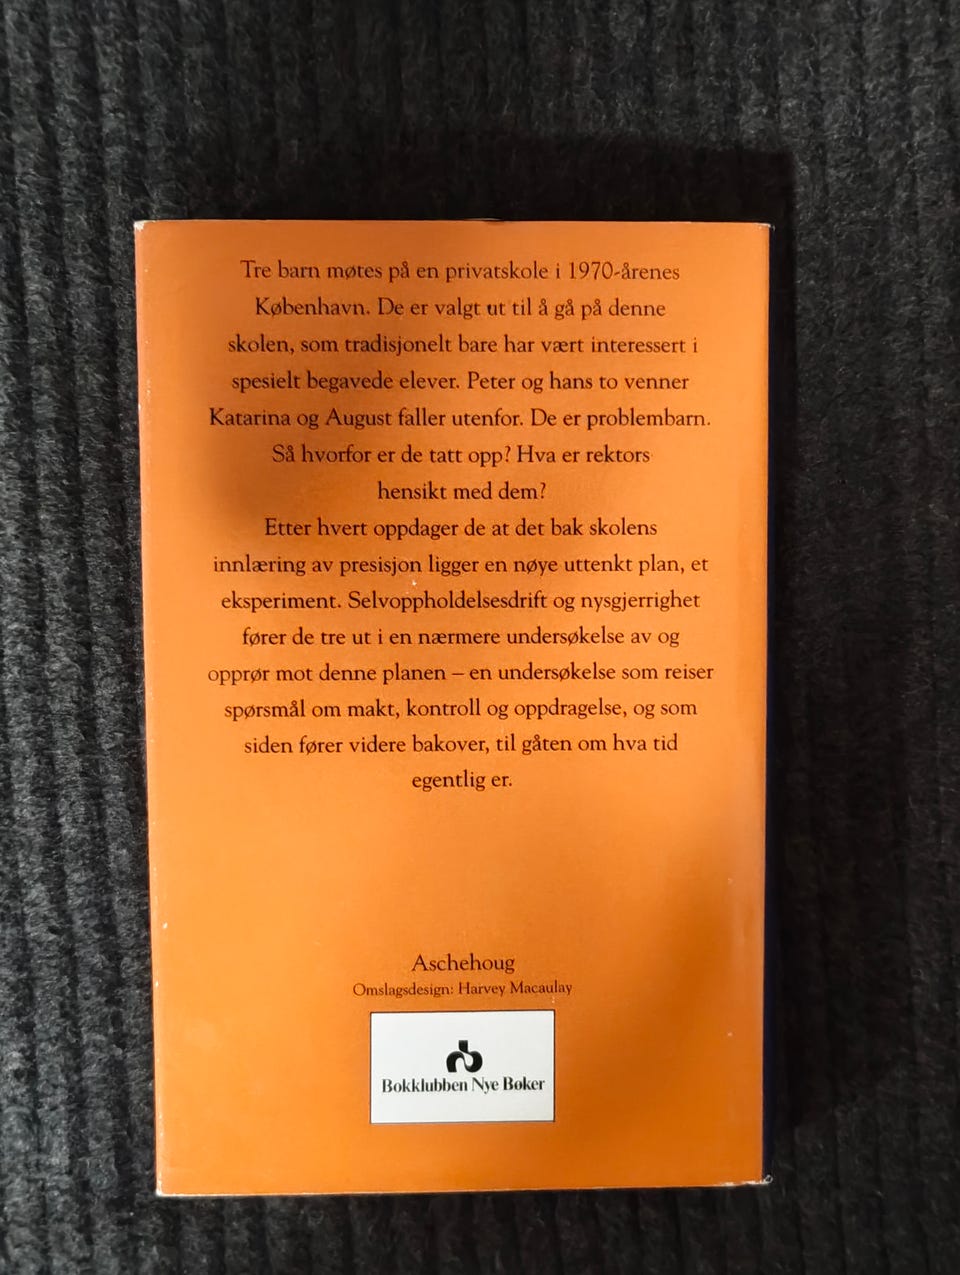 Tre barn møtes på en privatskole i 1970-årenes
København. De er valgt ut til å gå på denne
skolen, som tradisjonelt bare har vært interessert i
spesielt begavede elever. Peter og hans to venner
Katarina og August faller utenfor. De er problembarn.
Så hvorfor er de tatt opp? Hva er rektors
hensikt med dem?
Etter hvert oppdager de at det bak skolens
innlæring av presisjon ligger en nøye uttenkt plan, et
eksperiment. Selvoppholdelsesdrift og nysgjerrighet
fører de tre ut i en nærmere undersøkelse av og
opprør mot denne planen – en undersøkelse som reiser
spørsmål om makt, kontroll og oppdragelse, og som
siden fører videre bakover, til gåten om hva tid
egentlig er.
Aschehoug
Omslagsdesign: Harvey Macaulay
Bokklubben Nye Bøker